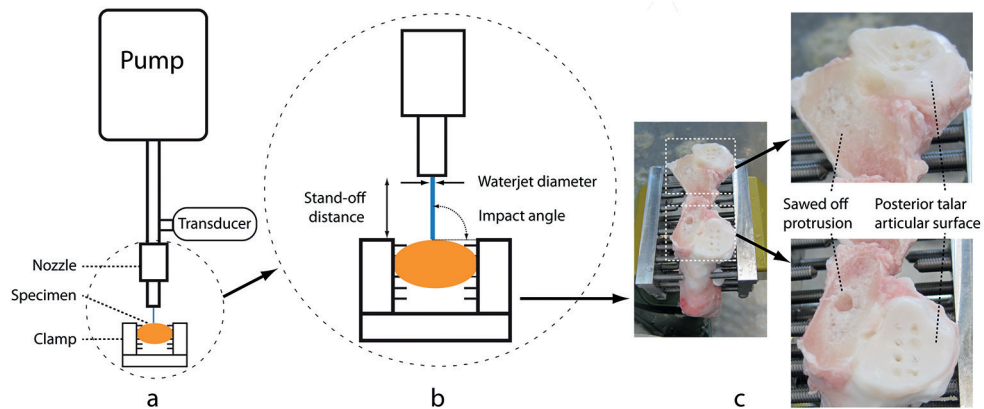 Pump
Transducer
Nozzle
Specimen
Clamp
a
Stand-off
distance
Waterjet diameter
Impact angle
b
Sawed off
protrusion
Posterior talar
articular surface
c